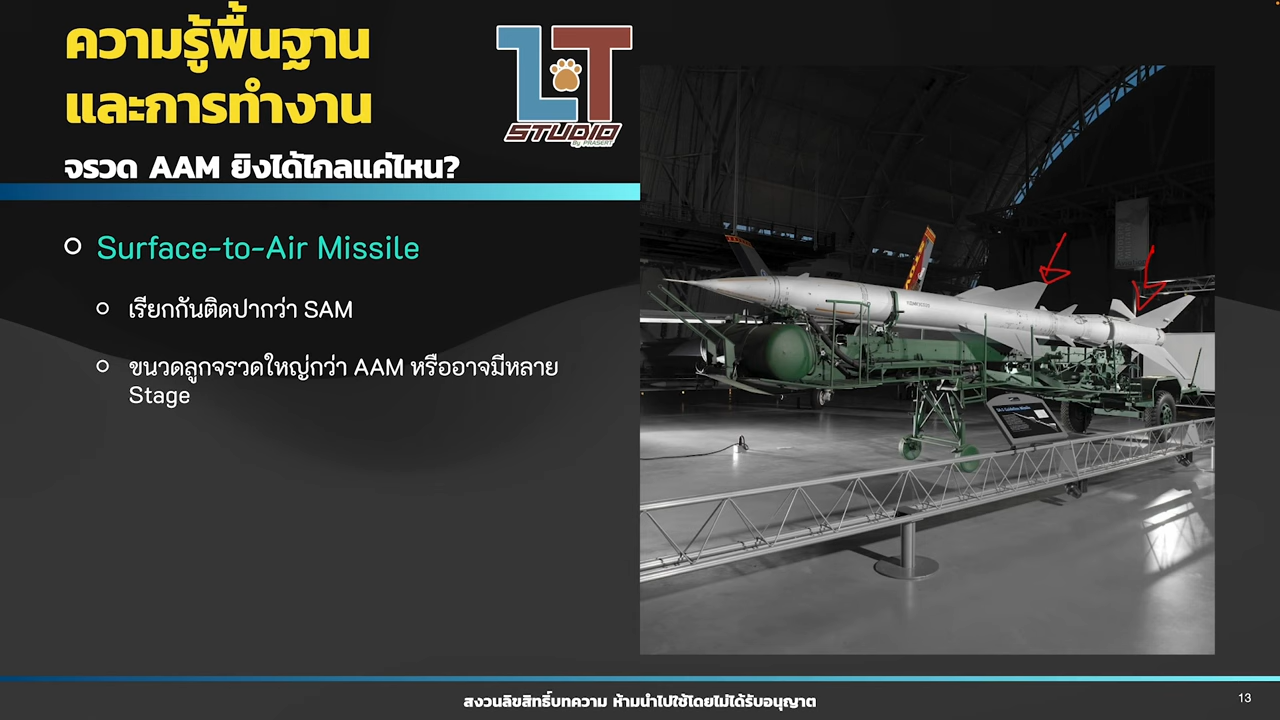 ความรู้พื้นฐาน
และการทำงาน
จรวด AAM ยิงได้ไกลแค่ไหน?
LT
STUDIO
By PRASERT
Surface-to-Air Missile
เรียกกันติดปากว่า SAM
ขนวดลูกจรวดใหญ่กว่า AAM หรืออาจมีหลาย
Stage
สงวนลิขสิทธิ์บทความ ห้ามนำไปใช้โดยไม่ได้รับอนุญาต
13